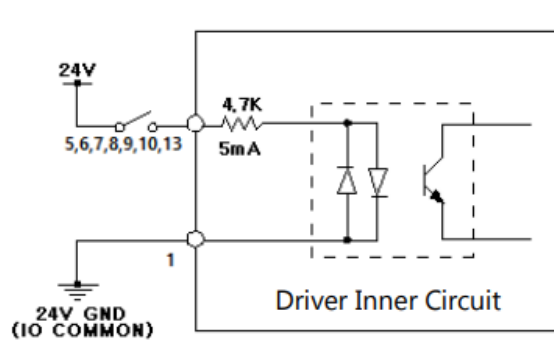 24V
4.7K
5,6,7,8,9,10,13
5mA
1
Driver Inner Circuit
24V GND
(IO COMMON)